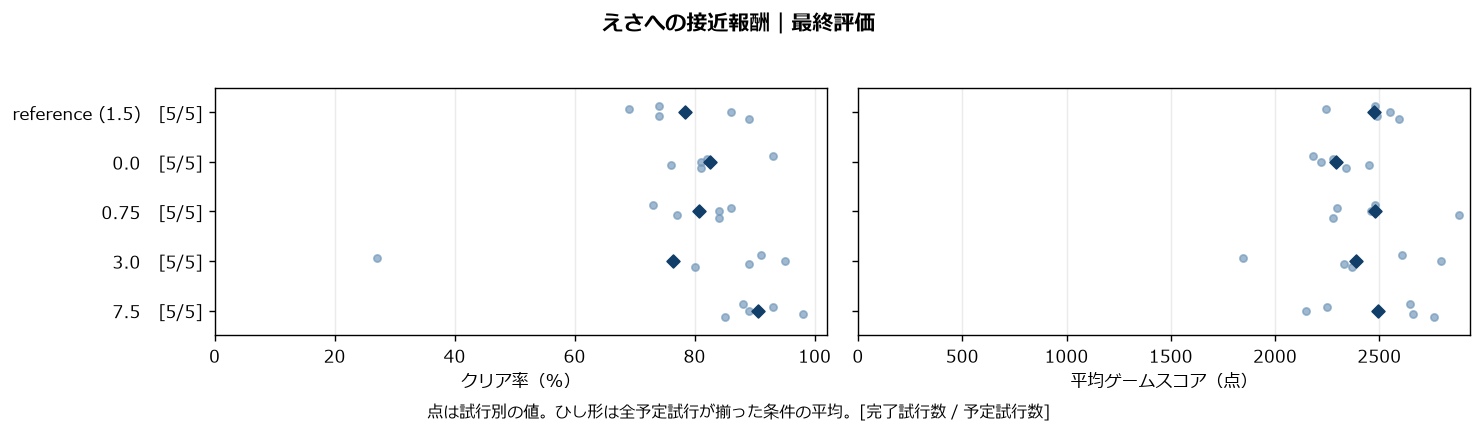 えさへの接近報酬｜最終評価
reference (1.5) [5/5]
0.0 [5/5]
0.75 [5/5]
3.0 [5/5]
7.5 [5/5]
0 20 40 60 80 100
クリア率（%）
0 500 1000 1500 2000 2500
平均ゲームスコア（点）
点は試行別の値。ひし形は全予定試行が揃った条件の平均。[完了試行数 / 予定試行数]